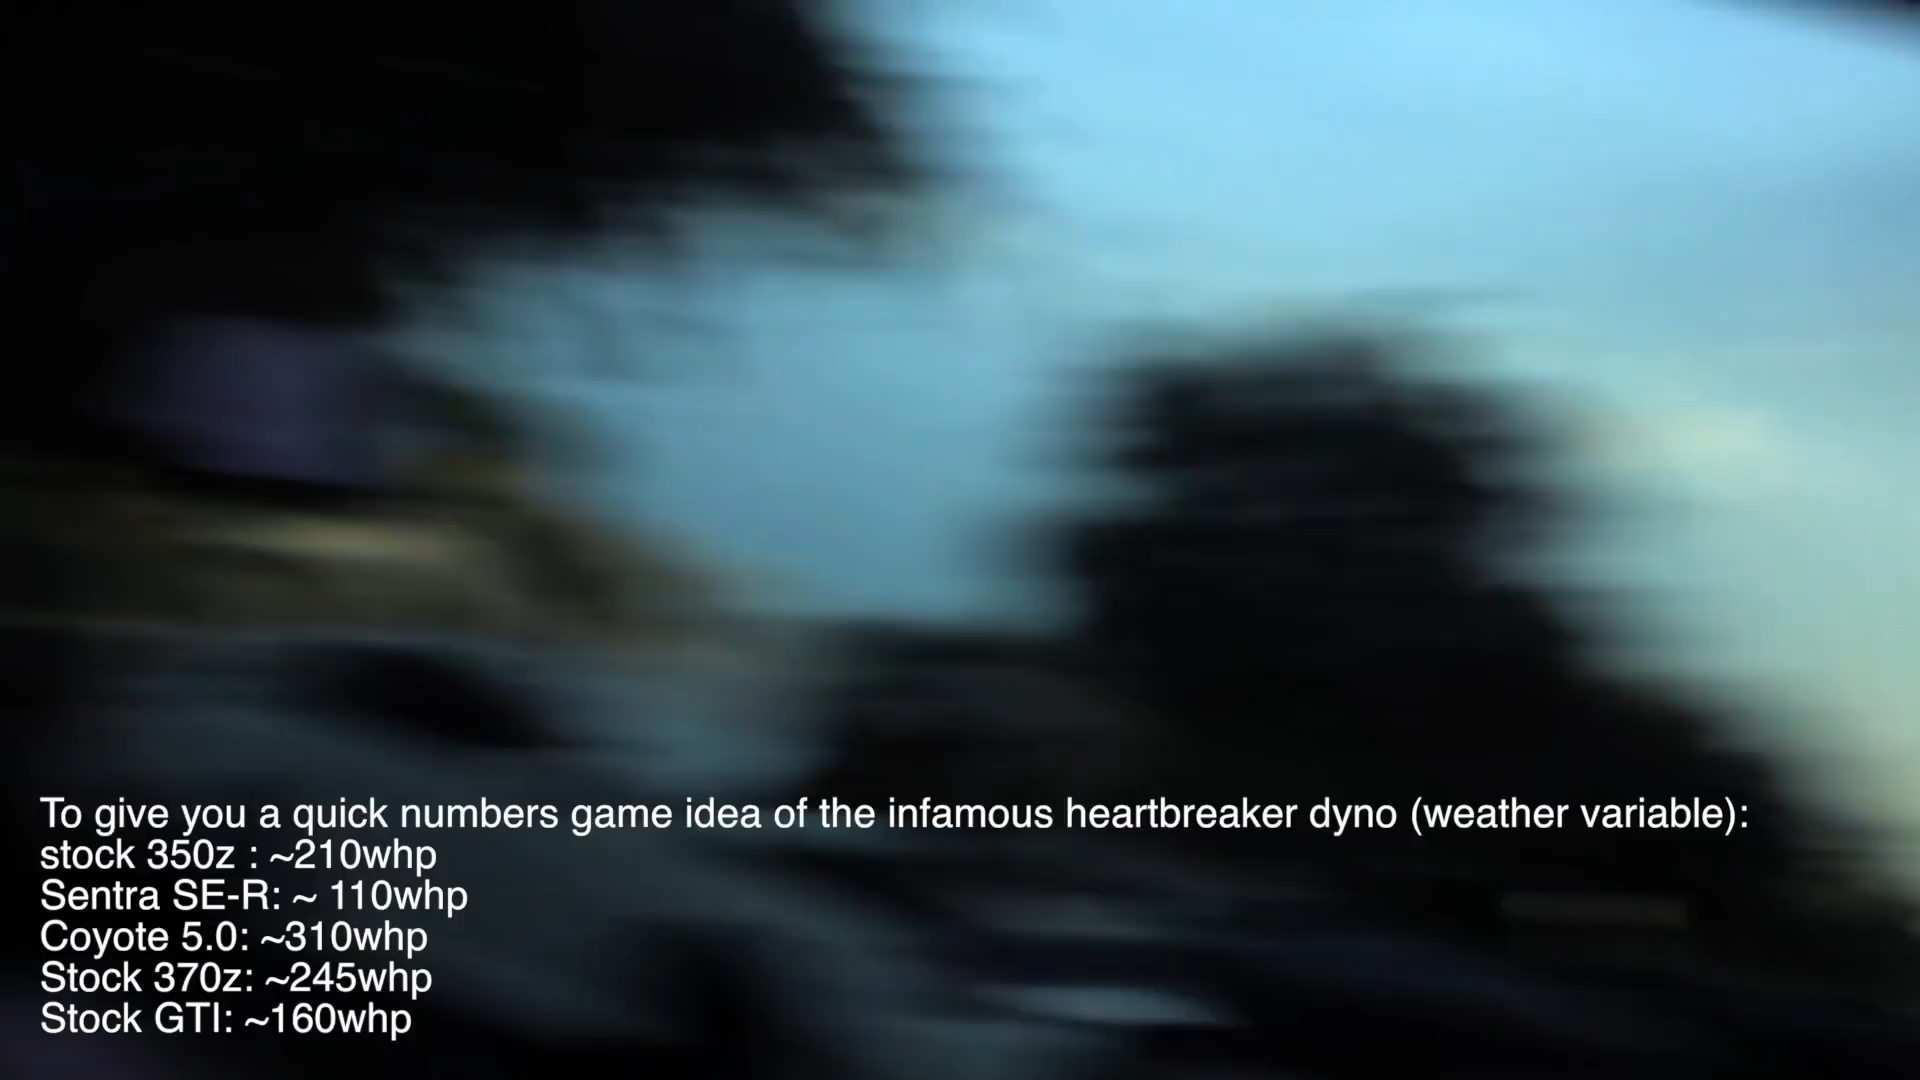 To give you a quick numbers game idea of the infamous heartbreaker dyno (weather variable):
stock 350z : ~210whp
Sentra SE-R: ~ 110whp
Coyote 5.0: ~310whp
Stock 370z: ~245whp
Stock GTI: ~160whp